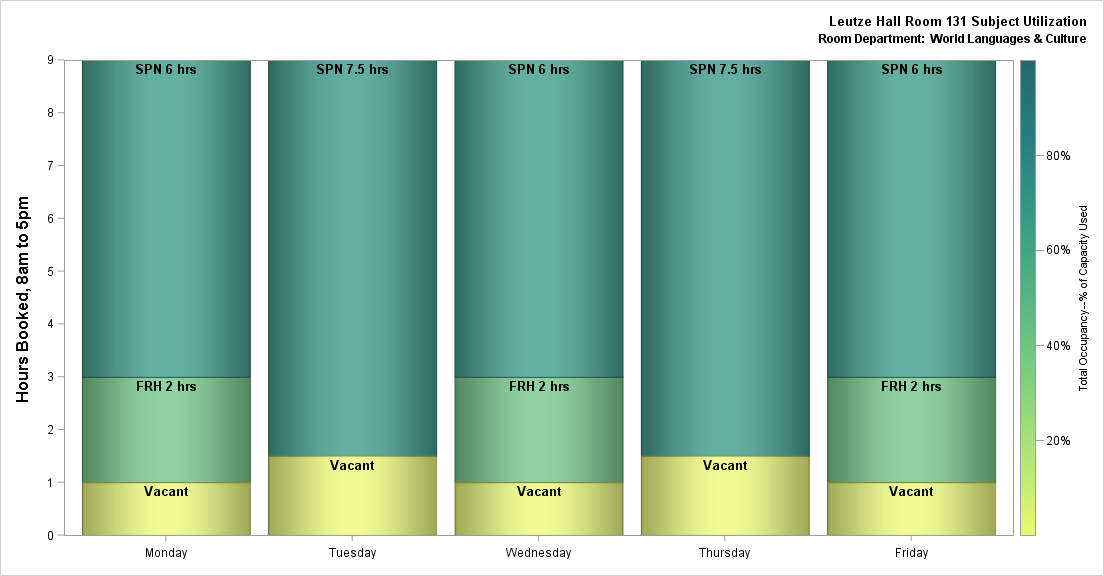 Leutze Hall Room 131 Subject Utilization
Room Department: World Languages & Culture
Hours Booked, 8am to 5pm
9
8
7
6
5
4
3
2
1
0
SPN 6 hrs
SPN 7.5 hrs
SPN 6 hrs
SPN 7.5 hrs
SPN 6 hrs
FRH 2 hrs
FRH 2 hrs
FRH 2 hrs
Vacant
Vacant
Vacant
Vacant
Vacant
Monday
Tuesday
Wednesday
Thursday
Friday
80%
60%
40%
20%
Total Occupancy--% of Capacity Used